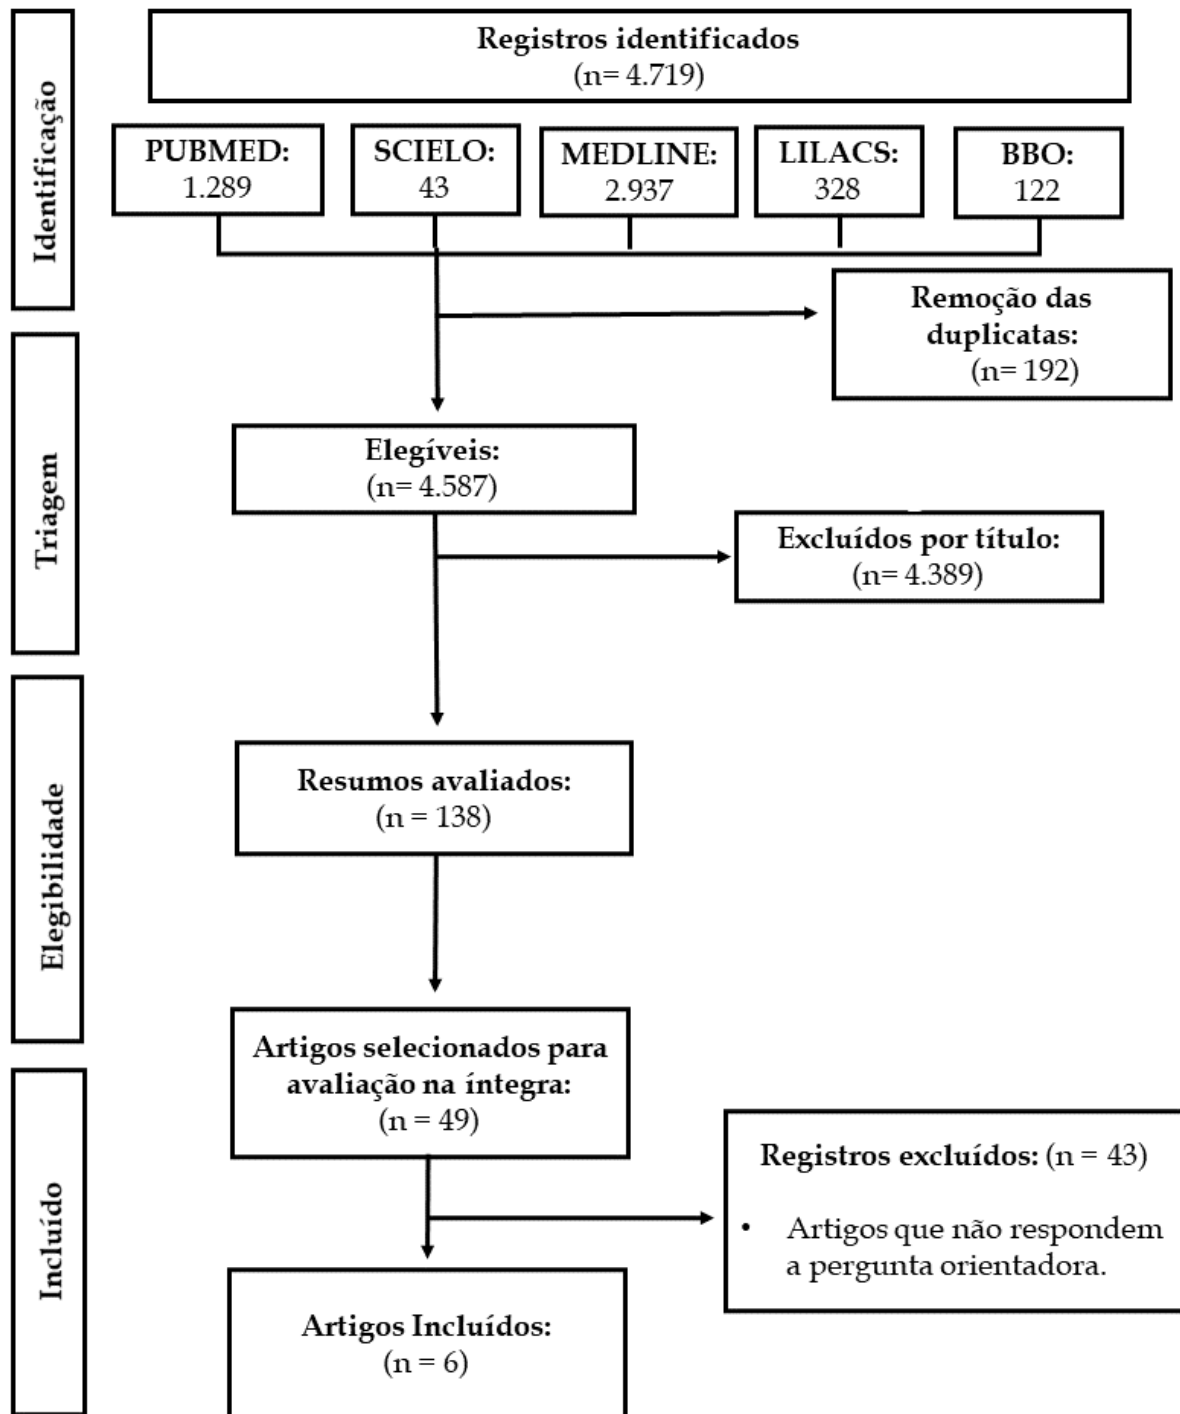 Identificação
Registros identificados
(n= 4.719)
PUBMED:
1.289
SCIELO:
43
MEDLINE:
2.937
LILACS:
328
BBO:
122
Remoção das
duplicatas:
(n= 192)
Triagem
Elegíveis:
(n= 4.587)
Excluídos por título:
(n= 4.389)
Elegibilidade
Resumos avaliados:
(n = 138)
Artigos selecionados para
avaliação na íntegra:
(n = 49)
Incluído
Registros excluídos: (n = 43)
• Artigos que não respondem
a pergunta orientadora.
Artigos Incluídos:
(n = 6)